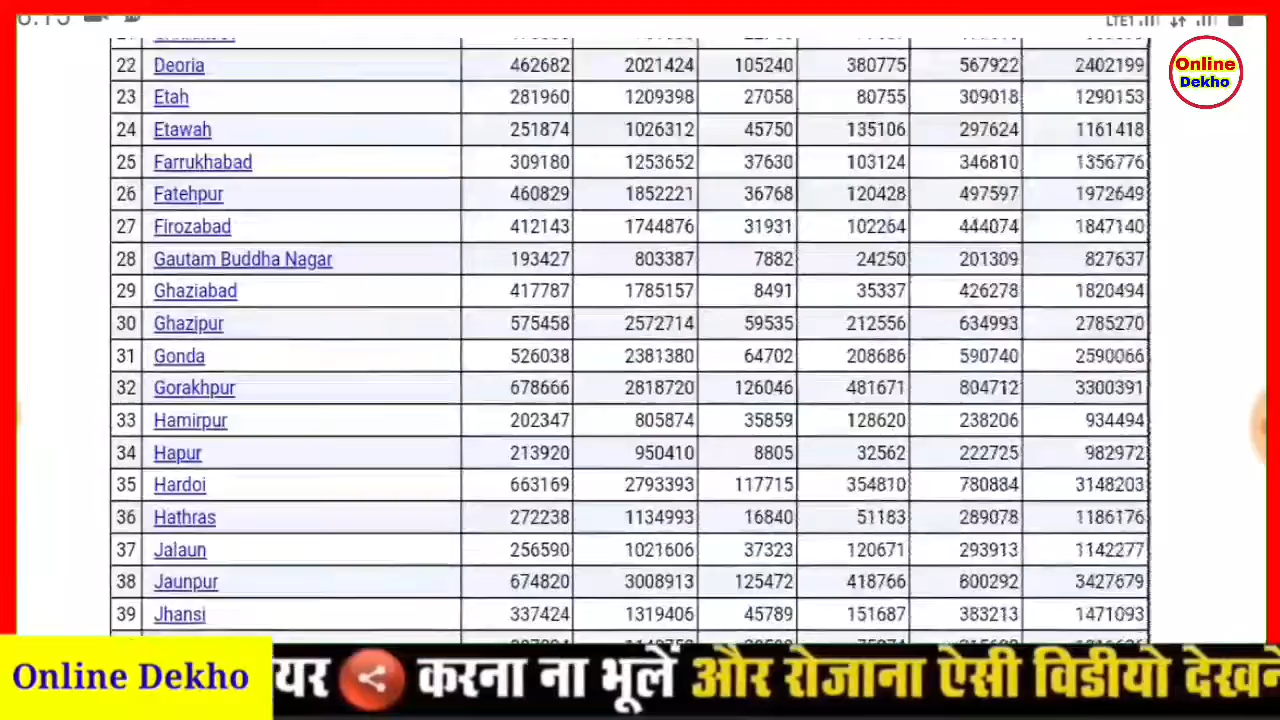 LTE1
22 Deoria 462682 2021424 105240 380775 567922 2402199
23 Etah 281960 1209398 27058 80755 309018 1290153
24 Etawah 251874 1026312 45750 135106 297624 1161418
25 Farrukhabad 309180 1253652 37630 103124 346810 1356776
26 Fatehpur 460829 1852221 36768 120428 497597 1972649
27 Firozabad 412143 1744876 31931 102264 444074 1847140
28 Gautam Buddha Nagar 193427 803387 7882 24250 201309 827637
29 Ghaziabad 417787 1785157 8491 35337 426278 1820494
30 Ghazipur 575458 2572714 59535 212556 634993 2785270
31 Gonda 526038 2381380 64702 208686 590740 2590066
32 Gorakhpur 678666 2818720 126046 481671 804712 3300391
33 Hamirpur 202347 805874 35859 128620 238206 934494
34 Hapur 213920 950410 8805 32562 222725 982972
35 Hardoi 663169 2793393 117715 354810 780884 3148203
36 Hathras 272238 1134993 16840 51183 289078 1186176
37 Jalaun 256590 1021606 37323 120671 293913 1142277
38 Jaunpur 674820 3008913 125472 418766 800292 3427679
39 Jhansi 337424 1319406 45789 151687 383213 1471093
Online
Dekho
Online Dekho यर करना ना भूलें और रोजाना ऐसी विडीयो देखने